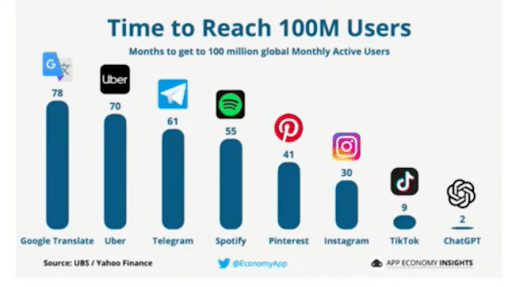 Time to Reach 100M Users
Months to get to 100 million global Monthly Active Users
G 文
Uber
78 70 61 55 41 30 9 2
Google Translate Uber Telegram Spotify Pinterest Instagram TikTok ChatGPT
Source: UBS / Yahoo Finance @EconomyApp APP ECONOMY INSIGHTS